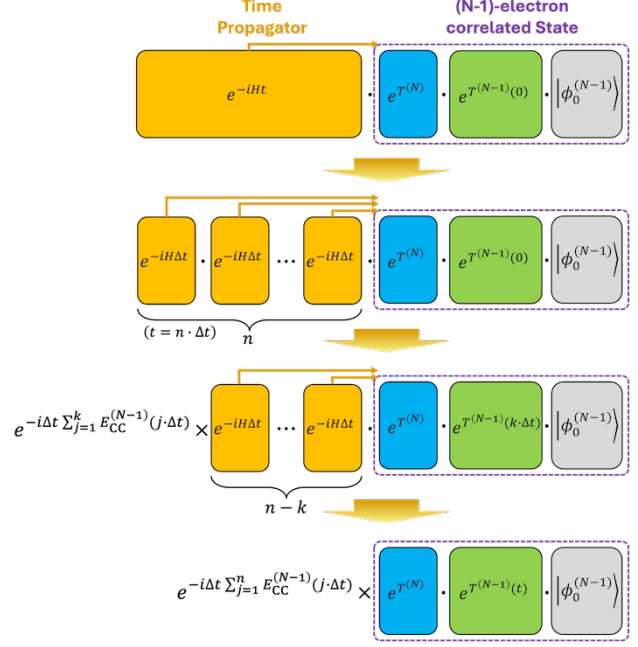 Time Propagator
(N-1)-electron correlated State
e^{-iHt} · e^{T^{(N)}} · e^{T^{(N-1)}(0)} · |ϕ_0^{(N-1)}⟩
e^{-iHΔt} · e^{-iHΔt} ··· e^{-iHΔt} · e^{T^{(N)}} · e^{T^{(N-1)}(0)} · |ϕ_0^{(N-1)}⟩
(t = n · Δt) n
e^{-iΔt ∑_{j=1}^{k} E_{CC}^{(N-1)}(j·Δt)} × e^{-iHΔt} ··· e^{-iHΔt} · e^{T^{(N)}} · e^{T^{(N-1)}(k·Δt)} · |ϕ_0^{(N-1)}⟩
n − k
e^{-iΔt ∑_{j=1}^{n} E_{CC}^{(N-1)}(j·Δt)} × e^{T^{(N)}} · e^{T^{(N-1)}(t)} · |ϕ_0^{(N-1)}⟩